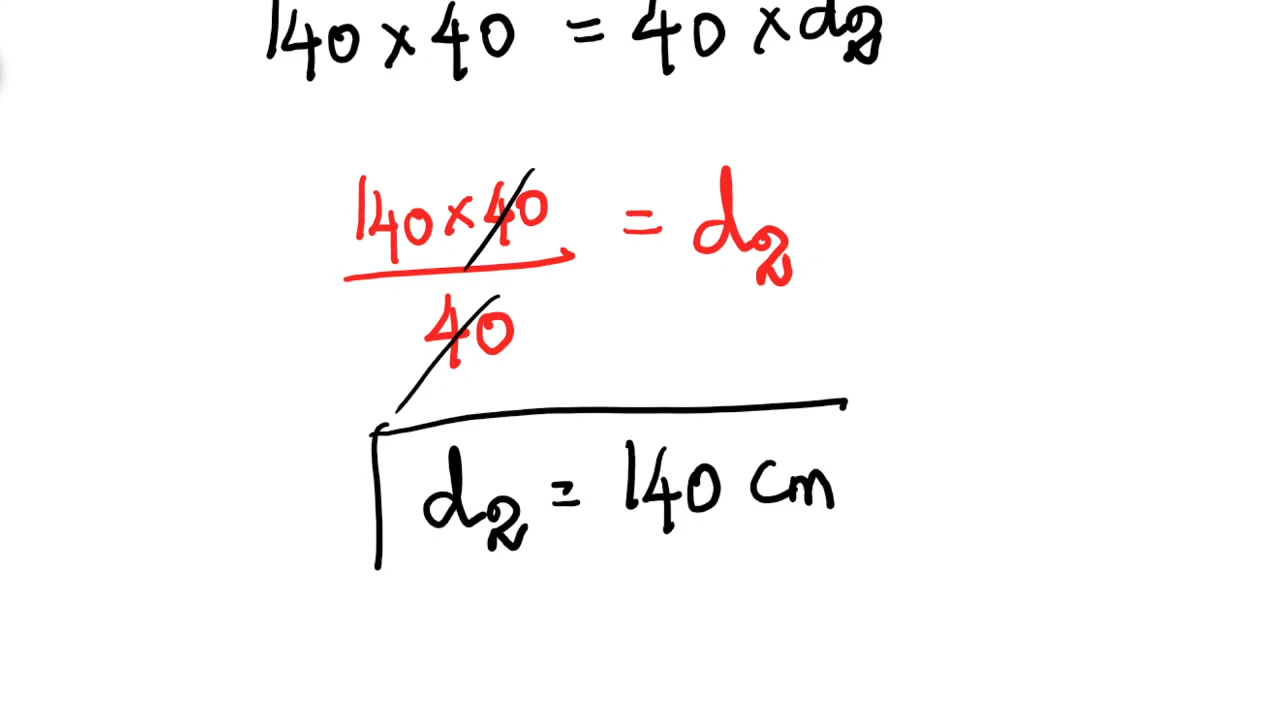 140 × 40 = 40 × d₂
140 × 40 = d₂
40
d₂ = 140 cm